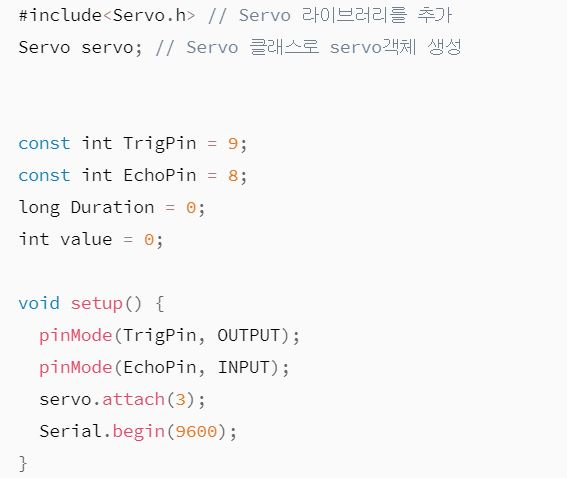 #include<Servo.h> // Servo 라이브러리를 추가
Servo servo; // Servo 클래스로 servo객체 생성
const int TrigPin = 9;
const int EchoPin = 8;
long Duration = 0;
int value = 0;
void setup() {
  pinMode(TrigPin, OUTPUT);
  pinMode(EchoPin, INPUT);
  servo.attach(3);
  Serial.begin(9600);
}